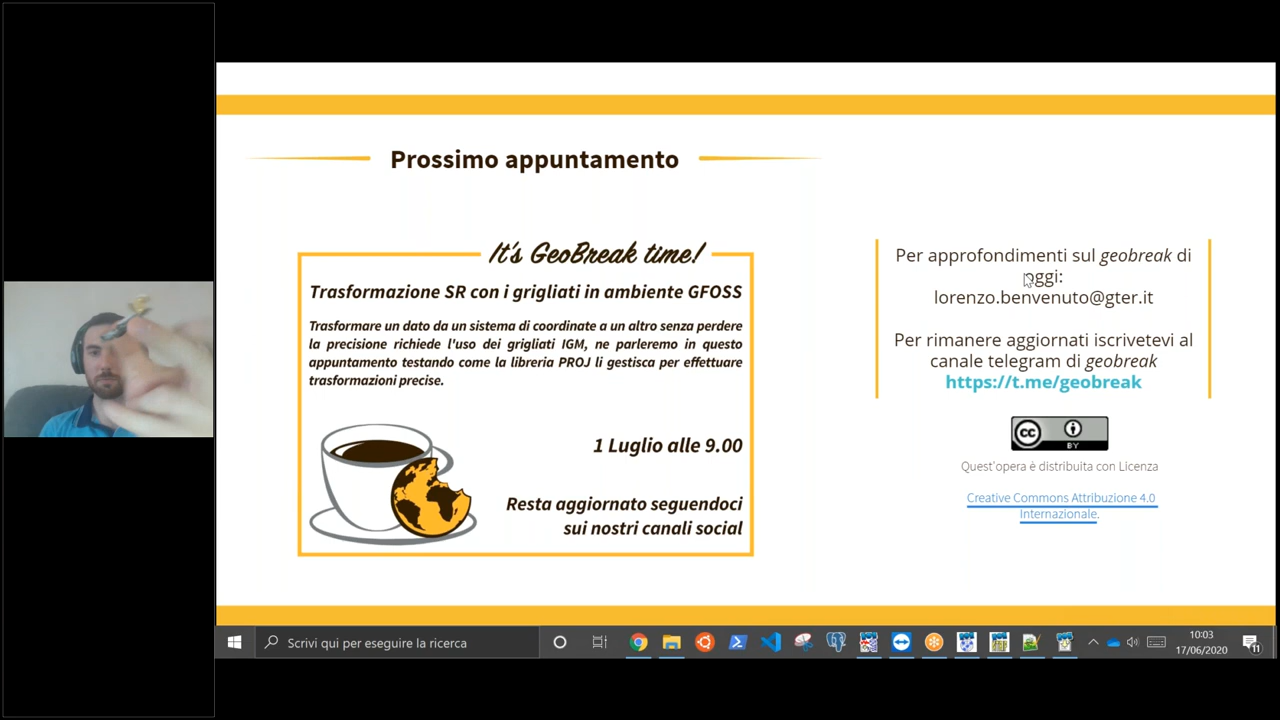 Prossimo appuntamento
It's GeoBreak time!
Trasformazione SR con i grigliati in ambiente GFOSS
Trasformare un dato da un sistema di coordinate a un altro senza perdere
la precisione richiede l'uso dei grigliati IGM, ne parleremo in questo
appuntamento testando come la libreria PROJ li gestisca per effettuare
trasformazioni precise.
1 Luglio alle 9.00
Resta aggiornato seguendoci
sui nostri canali social
Per approfondimenti sul geobreak di
oggi:
lorenzo.benvenuto@gter.it
Per rimanere aggiornati iscrivetevi al
canale telegram di geobreak
https://t.me/geobreak
cc
BY
Quest'opera è distribuita con Licenza
Creative Commons Attribuzione 4.0
Internazionale.
Scrivi qui per eseguire la ricerca
10:03
17/06/2020
11